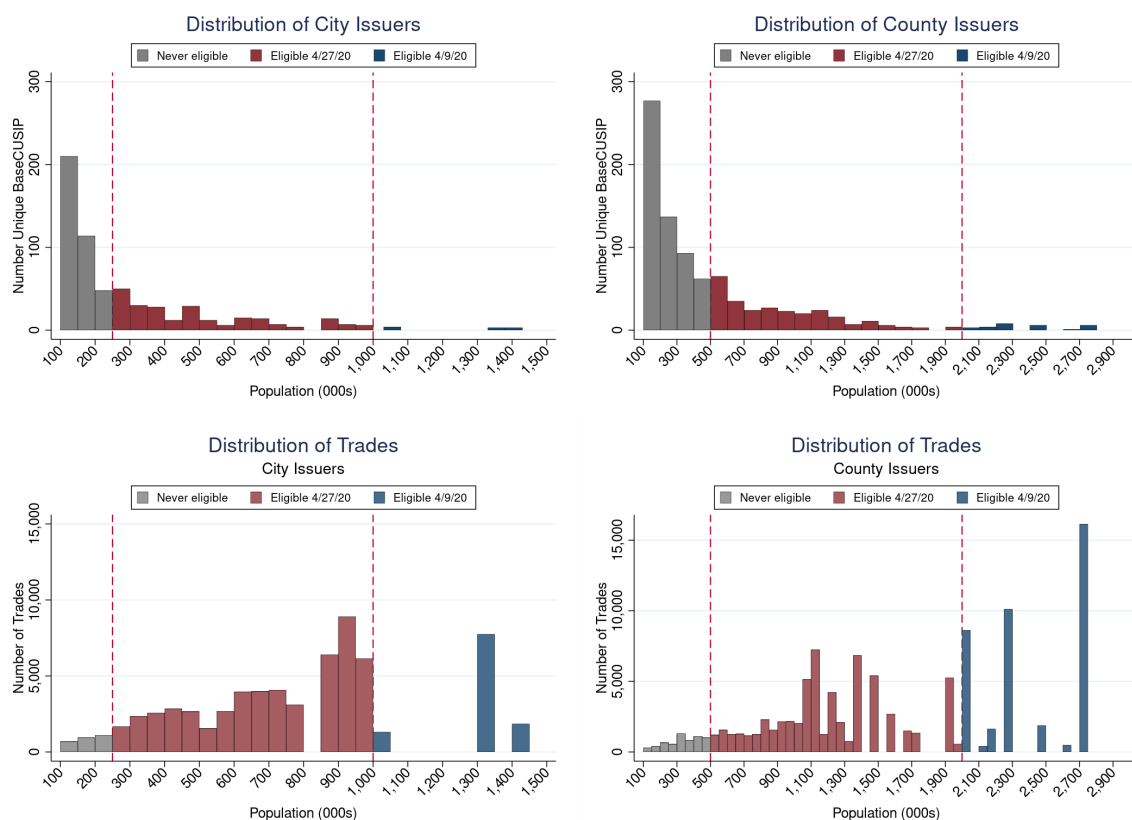 Distribution of City Issuers
Never eligible Eligible 4/27/20 Eligible 4/9/20
Number Unique BaseCUSIP
300
200
100
0
100 200 300 400 500 600 700 800 900 1,000 1,100 1,200 1,300 1,400 1,500
Population (000s)
Distribution of County Issuers
Never eligible Eligible 4/27/20 Eligible 4/9/20
Number Unique BaseCUSIP
300
200
100
0
100 300 500 700 900 1,100 1,300 1,500 1,700 1,900 2,100 2,300 2,500 2,700 2,900
Population (000s)
Distribution of Trades
City Issuers
Never eligible Eligible 4/27/20 Eligible 4/9/20
Number of Trades
15,000
10,000
5,000
0
100 200 300 400 500 600 700 800 900 1,000 1,100 1,200 1,300 1,400 1,500
Population (000s)
Distribution of Trades
County Issuers
Never eligible Eligible 4/27/20 Eligible 4/9/20
Number of Trades
15,000
10,000
5,000
0
100 300 500 700 900 1,100 1,300 1,500 1,700 1,900 2,100 2,300 2,500 2,700 2,900
Population (000s)